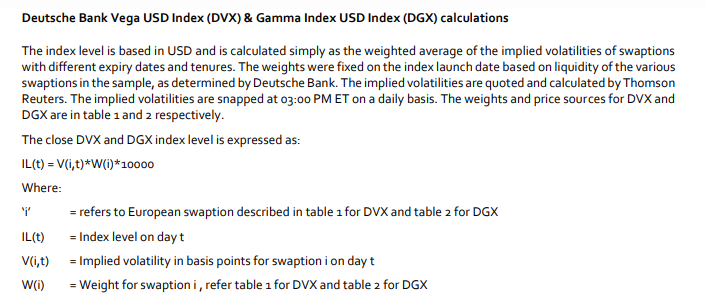 Deutsche Bank Vega USD Index (DVX) & Gamma Index USD Index (DGX) calculations
The index level is based in USD and is calculated simply as the weighted average of the implied volatilities of swaptions
with different expiry dates and tenures. The weights were fixed on the index launch date based on liquidity of the various
swaptions in the sample, as determined by Deutsche Bank. The implied volatilities are quoted and calculated by Thomson
Reuters. The implied volatilities are snapped at 03:00 PM ET on a daily basis. The weights and price sources for DVX and
DGX are in table 1 and 2 respectively.
The close DVX and DGX index level is expressed as:
IL(t) = V(i,t)*W(i)*10000
Where:
‘i’ = refers to European swaption described in table 1 for DVX and table 2 for DGX
IL(t) = Index level on day t
V(i,t) = Implied volatility in basis points for swaption i on day t
W(i) = Weight for swaption i , refer table 1 for DVX and table 2 for DGX